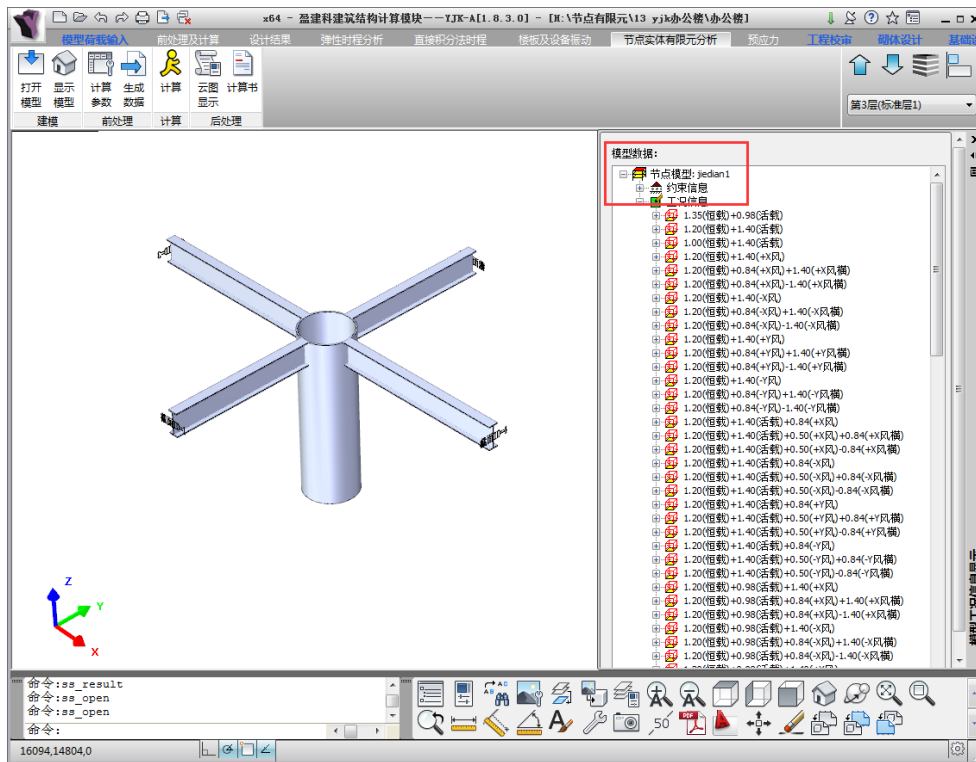 x64 - 盈建科建筑结构计算模块--YJK-A[1.8.3.0] - [H:\节点有限元\13 yjk办公楼\办公楼]
模型荷载输入 前处理及计算 设计结果 弹性时程分析 直接积分法时程 楼板及设备振动 节点实体有限元分析 预应力 工程校审 砌体设计
打开模型 显示模型 计算参数 生成数据 计算 云图显示 计算书
建模 前处理 计算 后处理
第3层(标准层1)
模型数据:
节点模型: jiedian1
约束信息
工况信息
1.35(恒载)+0.98(活载)
1.20(恒载)+1.40(活载)
1.00(恒载)+1.40(活载)
1.20(恒载)+1.40(+X风)
1.20(恒载)+0.84(+X风)+1.40(+X风横)
1.20(恒载)+0.84(+X风)-1.40(+X风横)
1.20(恒载)+1.40(-X风)
1.20(恒载)+0.84(-X风)+1.40(-X风横)
1.20(恒载)+0.84(-X风)-1.40(-X风横)
1.20(恒载)+1.40(+Y风)
1.20(恒载)+0.84(+Y风)+1.40(+Y风横)
1.20(恒载)+0.84(+Y风)-1.40(+Y风横)
1.20(恒载)+1.40(-Y风)
1.20(恒载)+0.84(-Y风)+1.40(-Y风横)
1.20(恒载)+0.84(-Y风)-1.40(-Y风横)
1.20(恒载)+1.40(活载)+0.84(+X风)
1.20(恒载)+1.40(活载)+0.50(+X风)+0.84(+X风横)
1.20(恒载)+1.40(活载)+0.50(+X风)-0.84(+X风横)
1.20(恒载)+1.40(活载)+0.84(-X风)
1.20(恒载)+1.40(活载)+0.50(-X风)+0.84(-X风横)
1.20(恒载)+1.40(活载)+0.50(-X风)-0.84(-X风横)
1.20(恒载)+1.40(活载)+0.84(+Y风)
1.20(恒载)+1.40(活载)+0.50(+Y风)+0.84(+Y风横)
1.20(恒载)+1.40(活载)+0.50(+Y风)-0.84(+Y风横)
1.20(恒载)+1.40(活载)+0.84(-Y风)
1.20(恒载)+1.40(活载)+0.50(-Y风)+0.84(-Y风横)
1.20(恒载)+1.40(活载)+0.50(-Y风)-0.84(-Y风横)
1.20(恒载)+0.98(活载)+1.40(+X风)
1.20(恒载)+0.98(活载)+0.84(+X风)+1.40(+X风横)
1.20(恒载)+0.98(活载)+0.84(+X风)-1.40(+X风横)
1.20(恒载)+0.98(活载)+1.40(-X风)
1.20(恒载)+0.98(活载)+0.84(-X风)+1.40(-X风横)
1.20(恒载)+0.98(活载)+0.84(-X风)-1.40(-X风横)
Z
Y
X
命令:ss_result
命令:ss_open
命令:ss_open
命令:
16094,14804,0